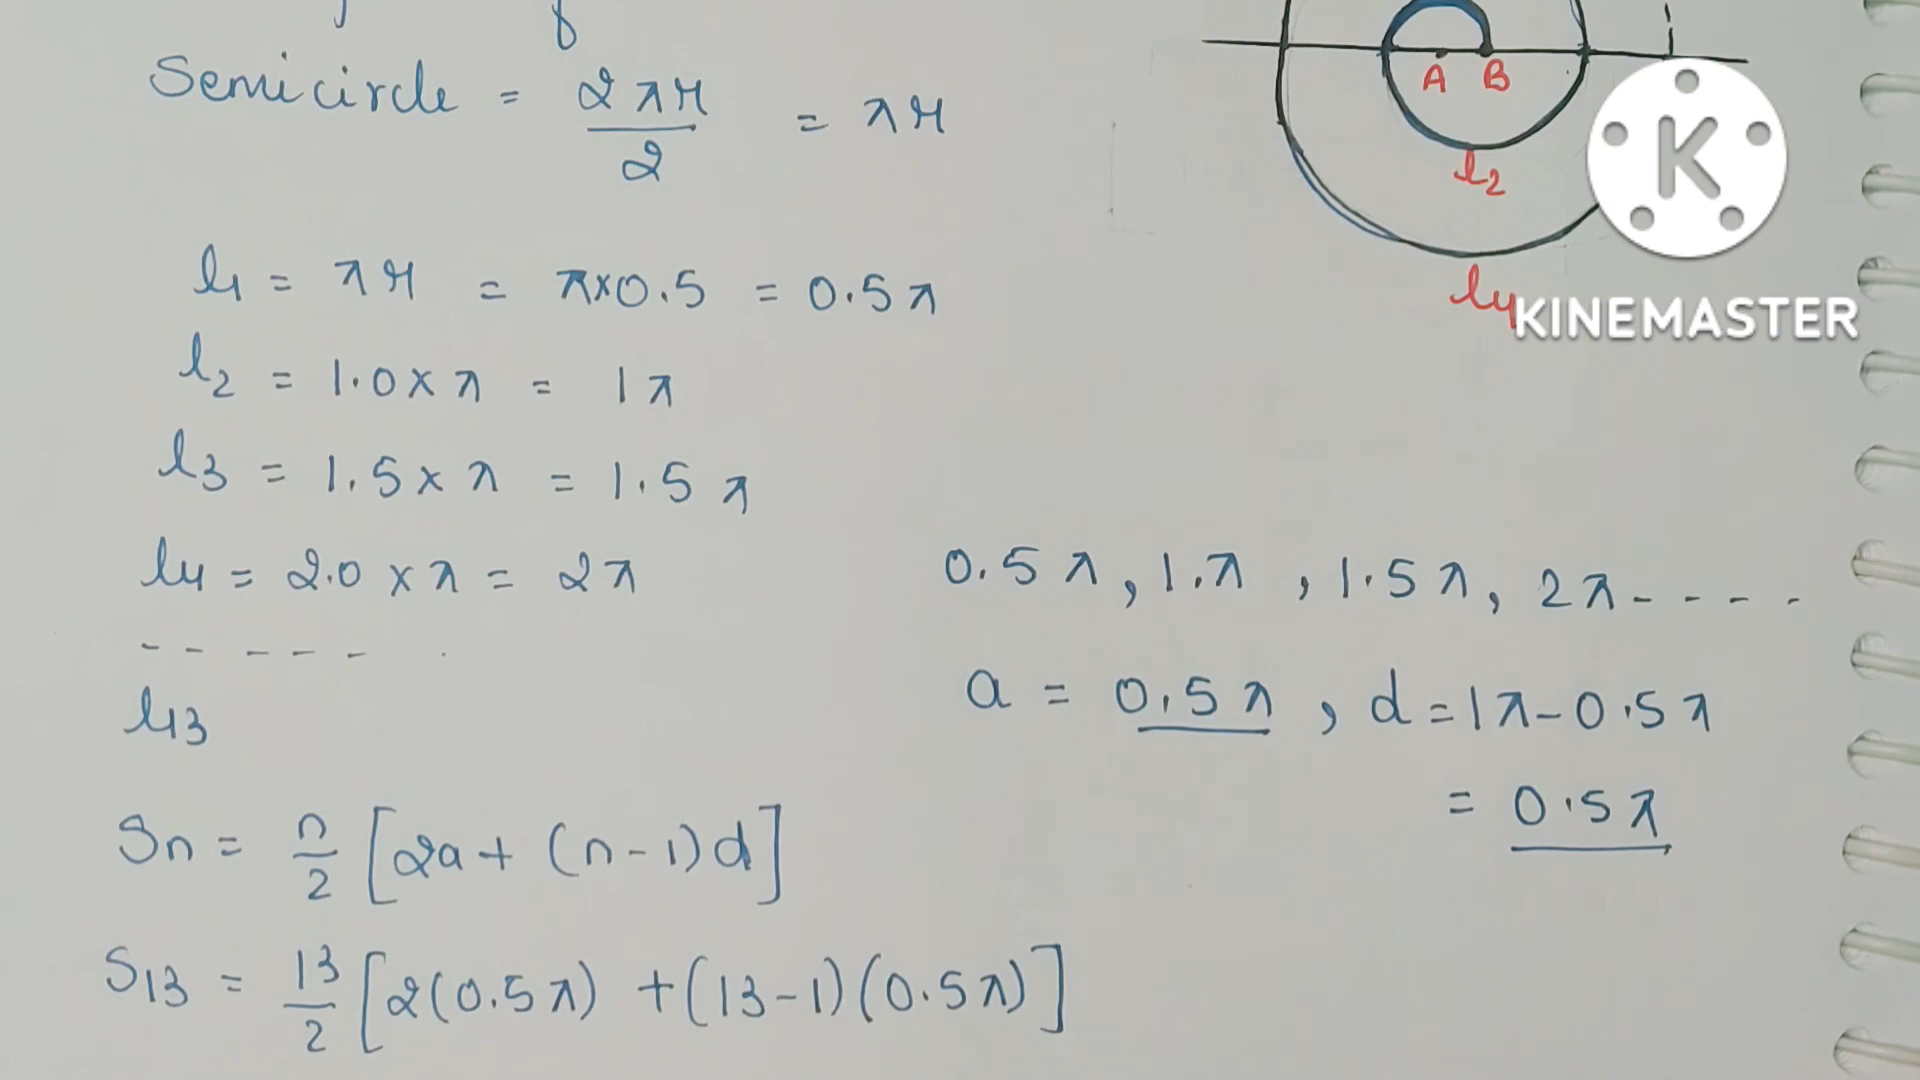 Semicircle = 2πr/2 = πr
A B
l2
l4
K
KINEMASTER
l1 = πr = π×0.5 = 0.5π
l2 = 1.0×π = 1π
l3 = 1.5×π = 1.5π
l4 = 2.0×π = 2π
- - - - -
l13
0.5π, 1.π, 1.5π, 2π - - - -
a = 0.5π, d = 1π - 0.5π
= 0.5π
Sn = n/2 [2a + (n-1)d]
S13 = 13/2 [2(0.5π) + (13-1)(0.5π)]